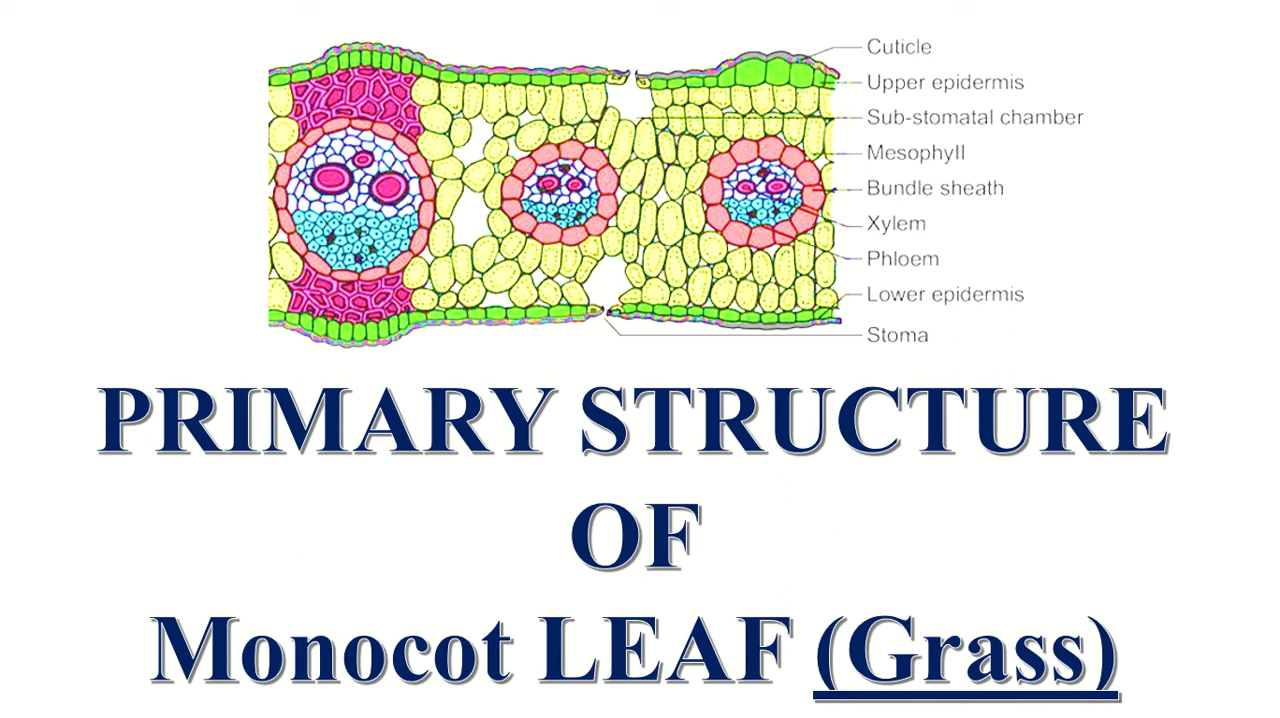 Cuticle
Upper epidermis
Sub-stomatal chamber
Mesophyll
Bundle sheath
Xylem
Phloem
Lower epidermis
Stoma
PRIMARY STRUCTURE
OF
Monocot LEAF (Grass)